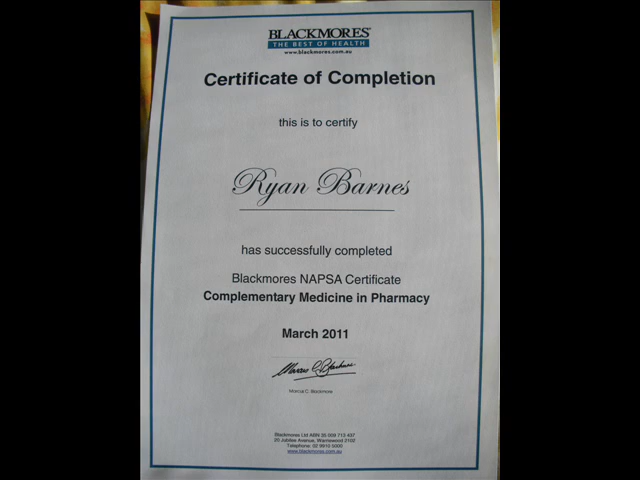 BLACKMORES®
THE BEST OF HEALTH
www.blackmores.com.au
Certificate of Completion
this is to certify
Ryan Barnes
has successfully completed
Blackmores NAPSA Certificate
Complementary Medicine in Pharmacy
March 2011
Marcus C. Blackmore
Marcus C. Blackmore
Blackmores Ltd ABN 35 009 713 437
20 Jubilee Avenue, Warriewood 2102
Telephone: 02 9910 5000
www.blackmores.com.au